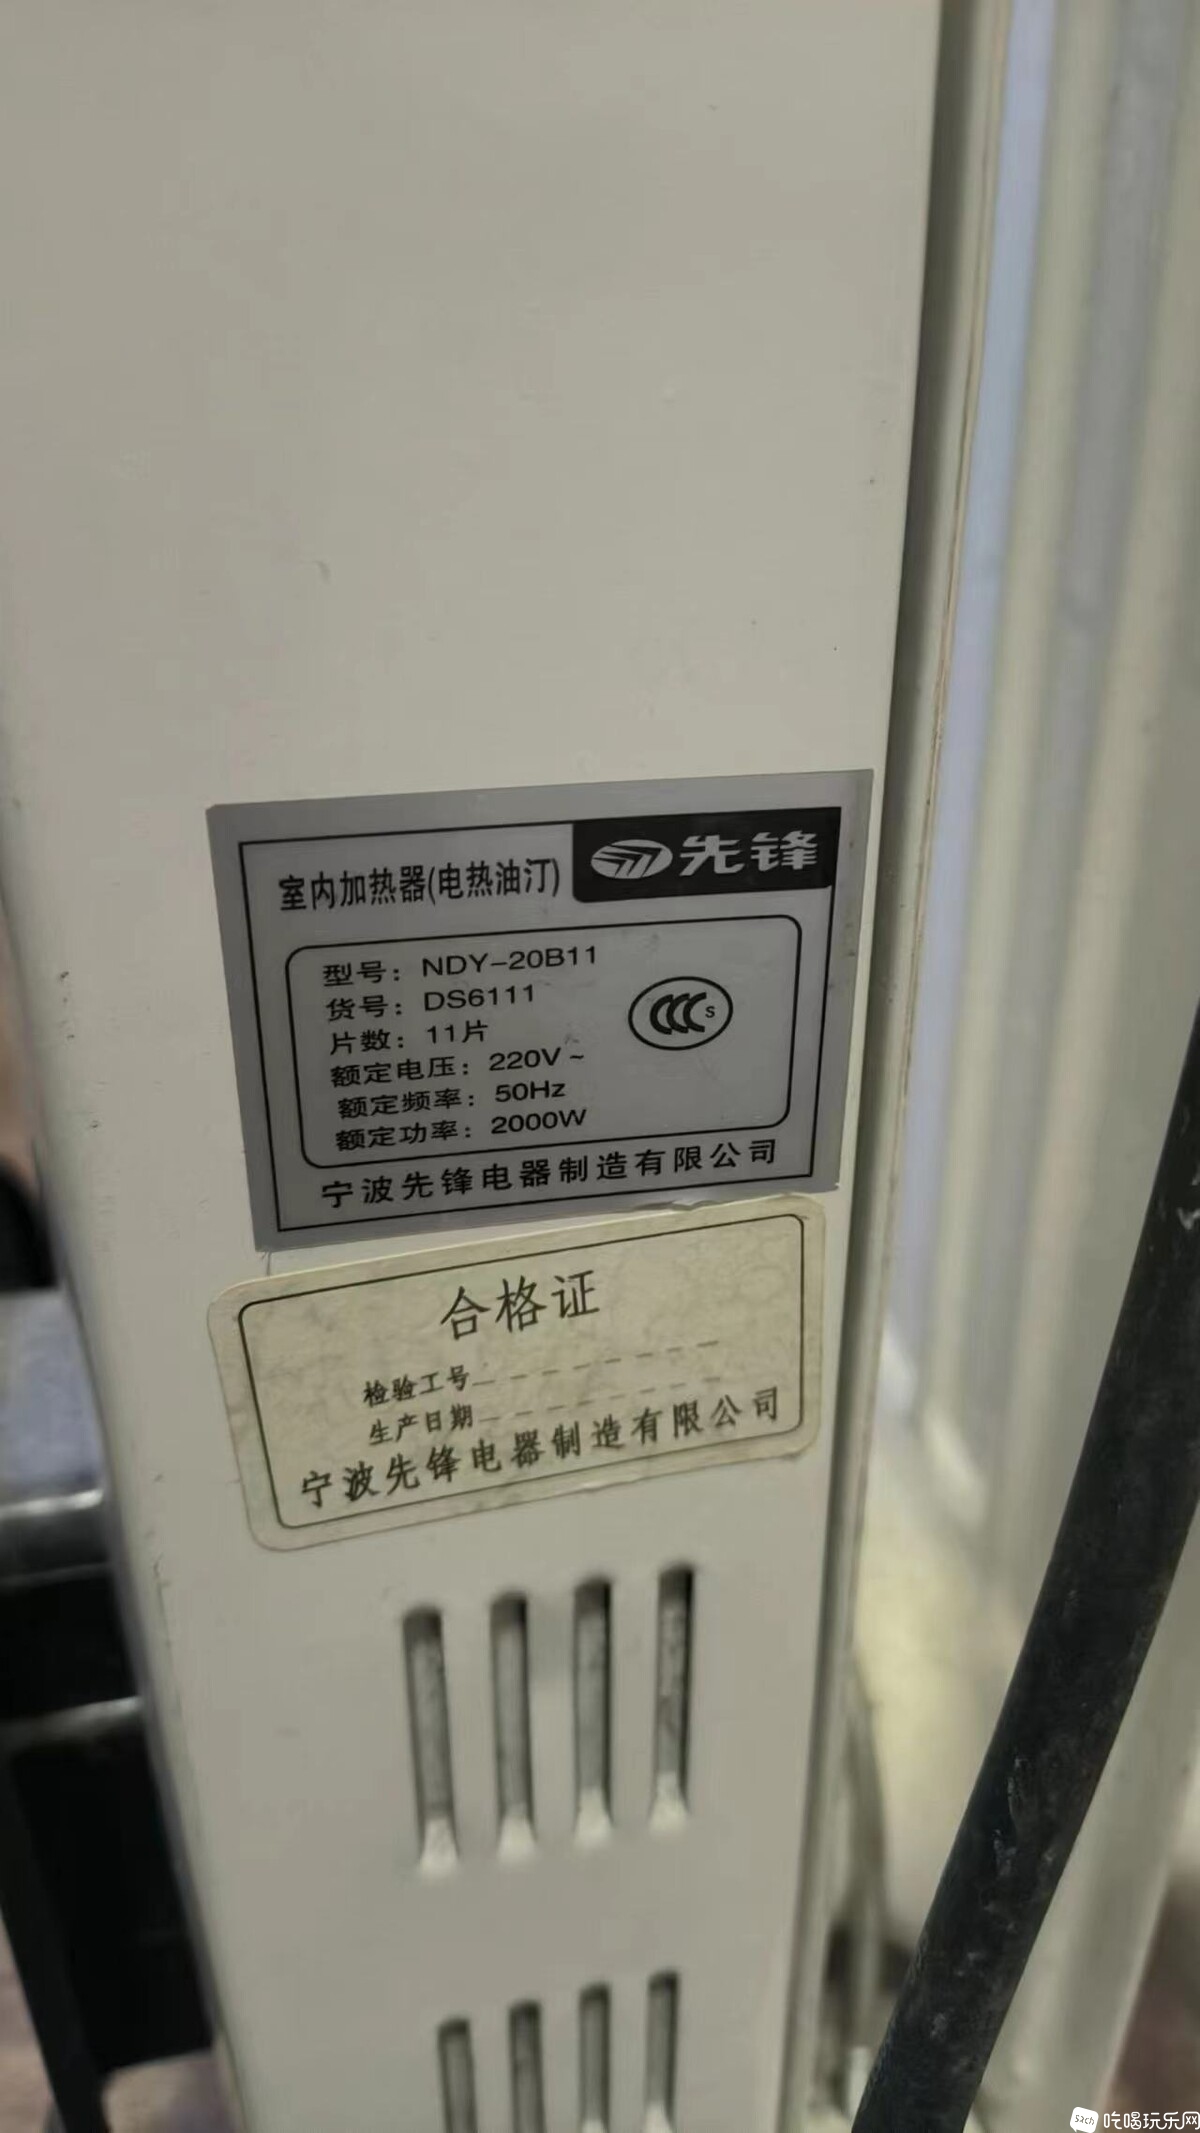 室内加热器(电热油汀)
先锋
型号：NDY-20B11
货号：DS6111
片数：11片
额定电压：220V~
额定频率：50Hz
额定功率：2000W
CCC S
宁波先锋电器制造有限公司
合格证
检验工号
生产日期
宁波先锋电器制造有限公司
52ch 吃喝玩乐网